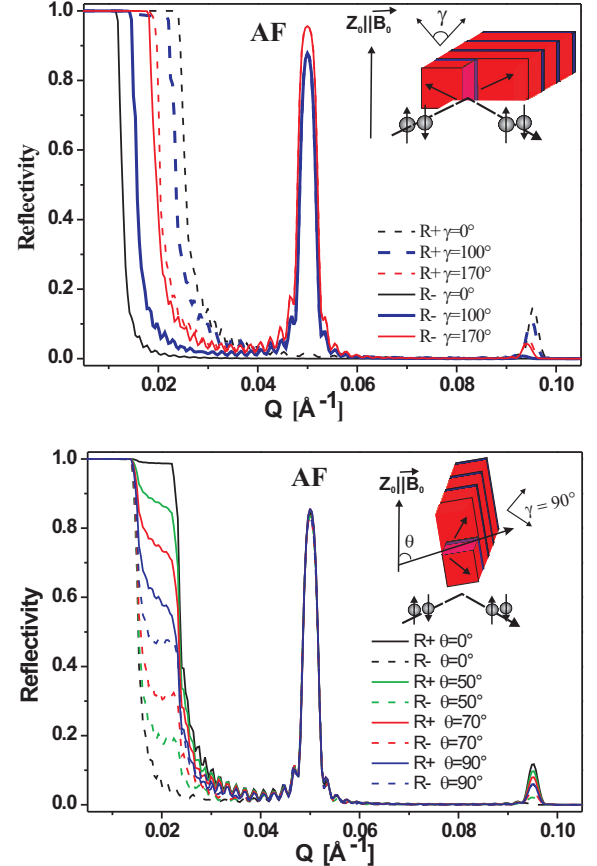 AF
Z₀||B₀
γ
1.0
0.8
0.6
0.4
0.2
0.0
Reflectivity
R+ γ=0°
R+ γ=100°
R+ γ=170°
R- γ=0°
R- γ=100°
R- γ=170°
0.02 0.04 0.06 0.08 0.10
Q [Å⁻¹]
AF
Z₀||B₀
θ
γ = 90°
1.0
0.8
0.6
0.4
0.2
0.0
Reflectivity
R+ θ=0°
R- θ=0°
R+ θ=50°
R- θ=50°
R+ θ=70°
R- θ=70°
R+ θ=90°
R- θ=90°
0.02 0.04 0.06 0.08 0.10
Q [Å⁻¹]